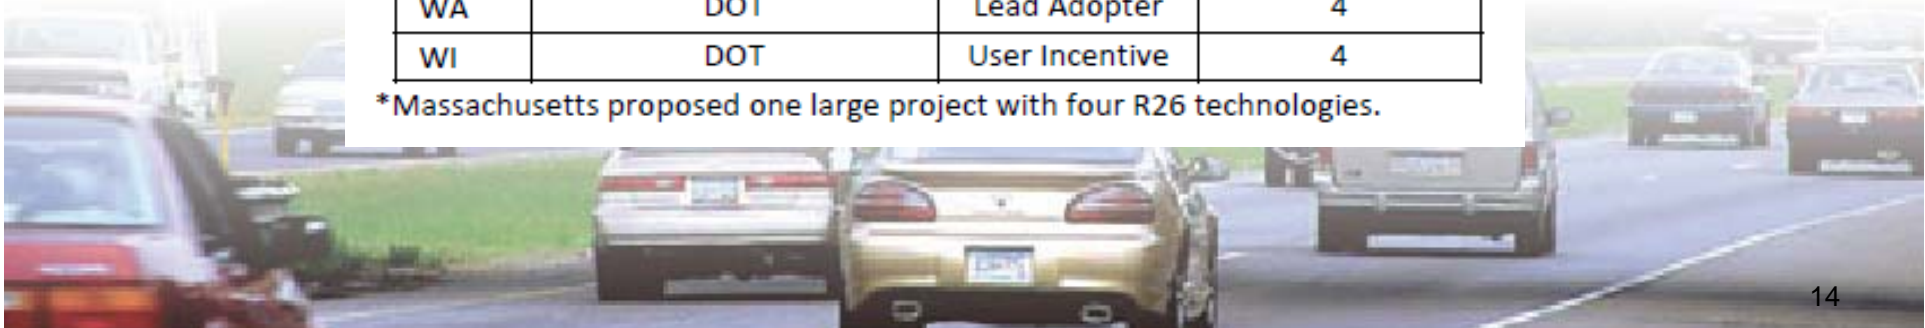 WA DOT Lead Adopter 4
WI DOT User Incentive 4
*Massachusetts proposed one large project with four R26 technologies.
14